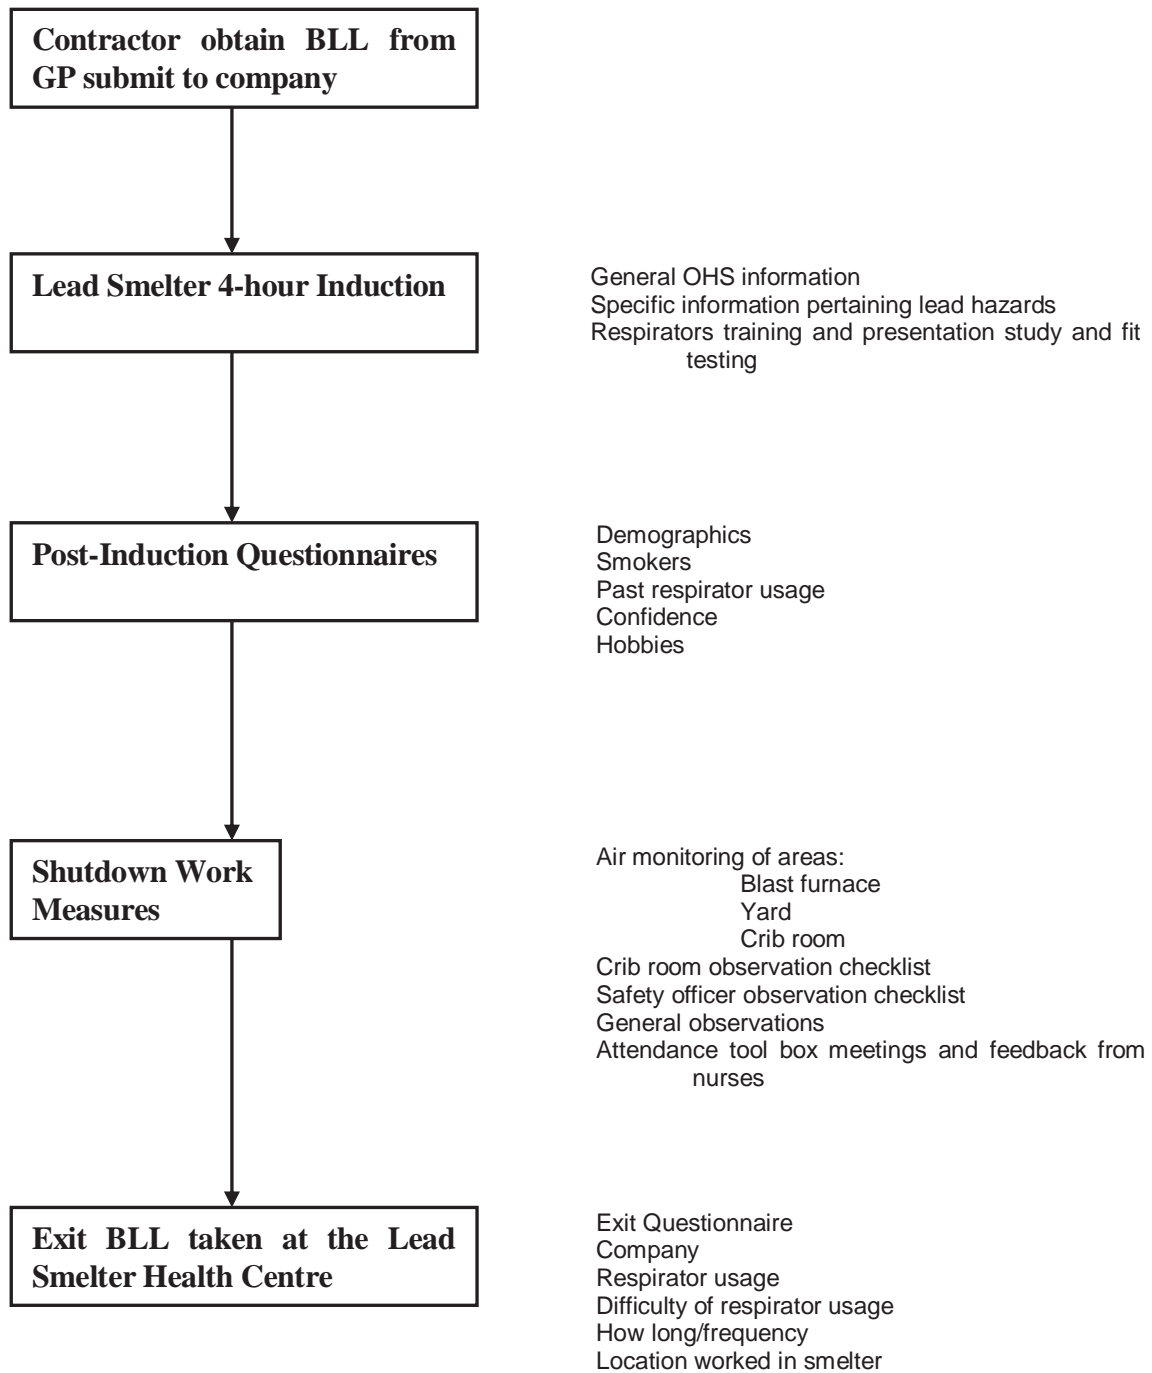 Contractor obtain BLL from
GP submit to company
Lead Smelter 4-hour Induction
General OHS information
Specific information pertaining lead hazards
Respirators training and presentation study and fit
testing
Post-Induction Questionnaires
Demographics
Smokers
Past respirator usage
Confidence
Hobbies
Shutdown Work
Measures
Air monitoring of areas:
Blast furnace
Yard
Crib room
Crib room observation checklist
Safety officer observation checklist
General observations
Attendance tool box meetings and feedback from
nurses
Exit BLL taken at the Lead
Smelter Health Centre
Exit Questionnaire
Company
Respirator usage
Difficulty of respirator usage
How long/frequency
Location worked in smelter